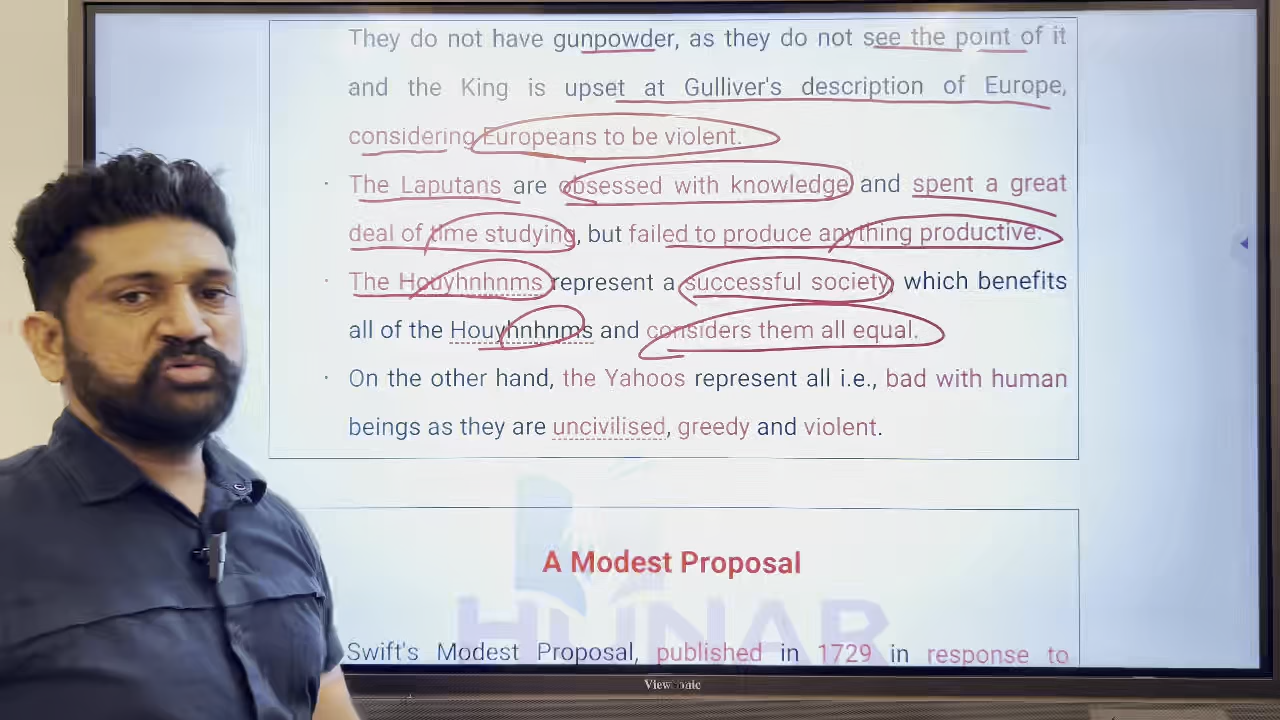 They do not have gunpowder, as they do not see the point of it
and the King is upset at Gulliver's description of Europe,
considering Europeans to be violent.
· The Laputans are obsessed with knowledge and spent a great
deal of time studying, but failed to produce anything productive.
· The Houyhnhnms represent a successful society, which benefits
all of the Houyhnhnms and considers them all equal.
· On the other hand, the Yahoos represent all i.e., bad with human
beings as they are uncivilised, greedy and violent.
A Modest Proposal
HUNAR
Swift's Modest Proposal, published in 1729 in response to
ViewSonic